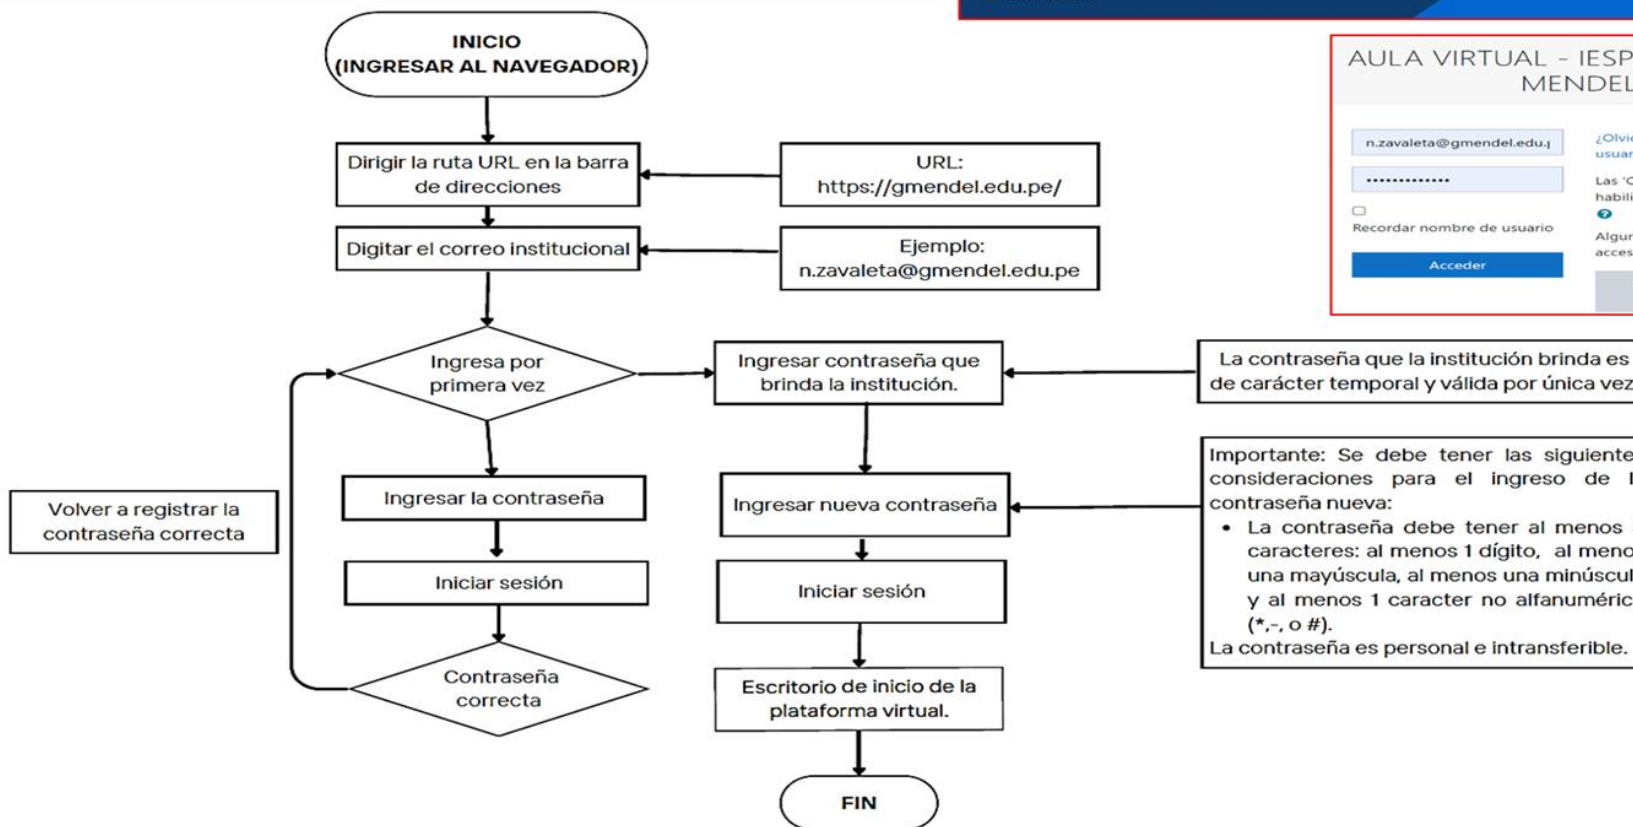 INICIO
(INGRESAR AL NAVEGADOR)
Dirigir la ruta URL en la barra
de direcciones
URL:
https://gmendel.edu.pe/
Digitar el correo institucional
Ejemplo:
n.zavaleta@gmendel.edu.pe
AULA VIRTUAL - IESP
MENDEL
n.zavaleta@gmendel.edu.
Recordar nombre de usuario
Acceder
Las
Ingresa por
primera vez
Ingresar contraseña que
brinda la institución.
La contraseña que la institución brinda es
de carácter temporal y válida por única vez
Volver a registrar la
contraseña correcta
Ingresar la contraseña
Ingresar nueva contraseña
Importante: Se debe tener las siguiente
consideraciones para el ingreso de
contraseña nueva:
• La contraseña debe tener al menos
caracteres: al menos 1 dígito, al meno
una mayúscula, al menos una minúscul
y al menos 1 caracter no alfanuméric
(*,-, o #).
La contraseña es personal e intransferible.
Iniciar sesión
Iniciar sesión
Contraseña
correcta
Escritorio de inicio de la
plataforma virtual.
FIN